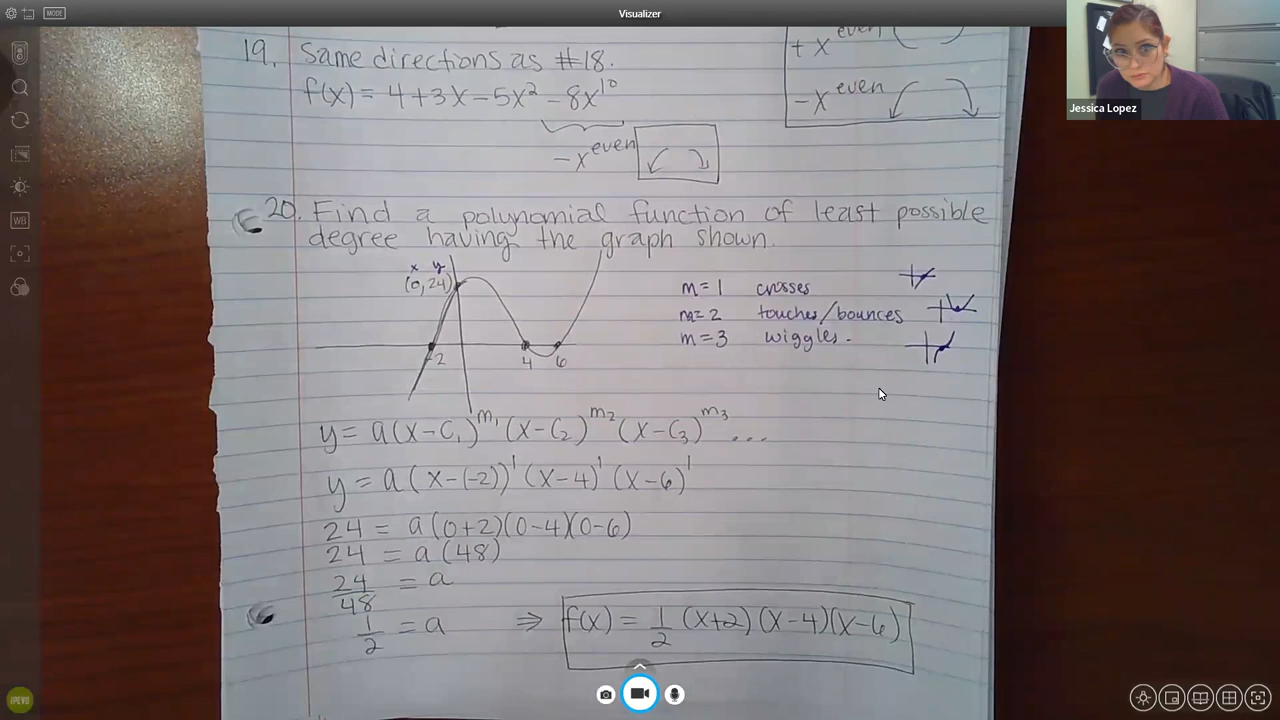 MODE
Visualizer
WB
Jessica Lopez
19. Same directions as #18.
f(x) = 4+3x-5x² -8x¹⁰
-x^even
+x^even
-x^even
20. Find a polynomial function of least possible
degree having the graph shown.
x y
(0,24)
-2
4
6
m=1 crosses
m=2 touches/bounces
m=3 wiggles.
y = a(x-C₁)^m₁ (x-C₂)^m₂ (x-C₃)^m₃ ...
y = a(x-(-2))¹ (x-4)¹ (x-6)¹
24 = a(0+2)(0-4)(0-6)
24 = a(48)
24/48 = a
1/2 = a ⇒ f(x) = 1/2 (x+2)(x-4)(x-6)
IPEVO